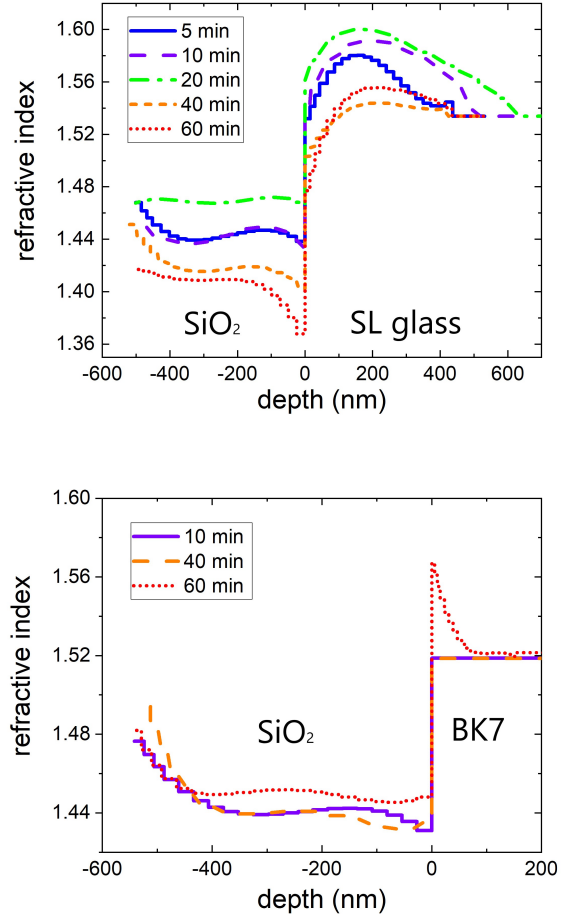 1.60
1.56
1.52
1.48
1.44
1.40
1.36
refractive index
5 min
10 min
20 min
40 min
60 min
SiO₂
SL glass
-600 -400 -200 0 200 400 600
depth (nm)
1.60
1.56
1.52
1.48
1.44
refractive index
10 min
40 min
60 min
SiO₂
BK7
-600 -400 -200 0 200
depth (nm)